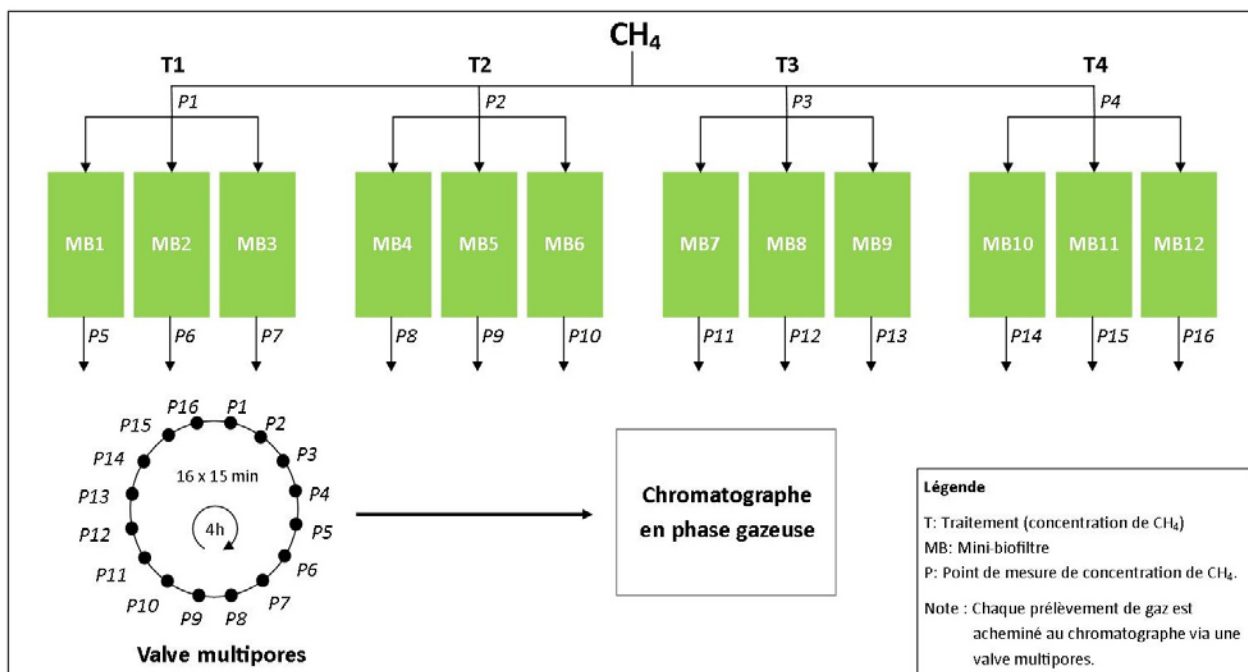 CH₄
T1 T2 T3 T4
P1 P2 P3 P4
MB1 MB2 MB3 MB4 MB5 MB6 MB7 MB8 MB9 MB10 MB11 MB12
P5 P6 P7 P8 P9 P10 P11 P12 P13 P14 P15 P16
P16 P1
P15 P2
P14 P3
16 x 15 min
P13 P4
P12 4h P5
P11 P6
P10 P7
P9 P8
Valve multipores
Chromatographe
en phase gazeuse
Légende
T: Traitement (concentration de CH₄)
MB: Mini-biofiltre
P: Point de mesure de concentration de CH₄.
Note : Chaque prélèvement de gaz est
acheminé au chromatographe via une
valve multipores.